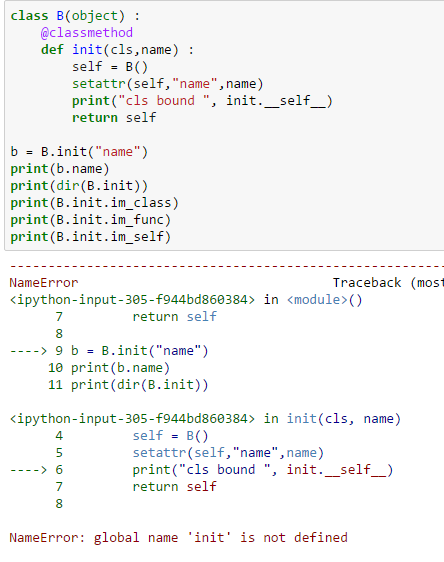 class B(object) :
    @classmethod
    def init(cls,name) :
        self = B()
        setattr(self,"name",name)
        print("cls bound ", init.__self__)
        return self

b = B.init("name")
print(b.name)
print(dir(B.init))
print(B.init.im_class)
print(B.init.im_func)
print(B.init.im_self)
---------------------------------------------------------------
NameError                                 Traceback (most
<ipython-input-305-f944bd860384> in <module>()
      7         return self
      8
----> 9 b = B.init("name")
     10 print(b.name)
     11 print(dir(B.init))

<ipython-input-305-f944bd860384> in init(cls, name)
      4         self = B()
      5         setattr(self,"name",name)
----> 6         print("cls bound ", init.__self__)
      7         return self
      8

NameError: global name 'init' is not defined